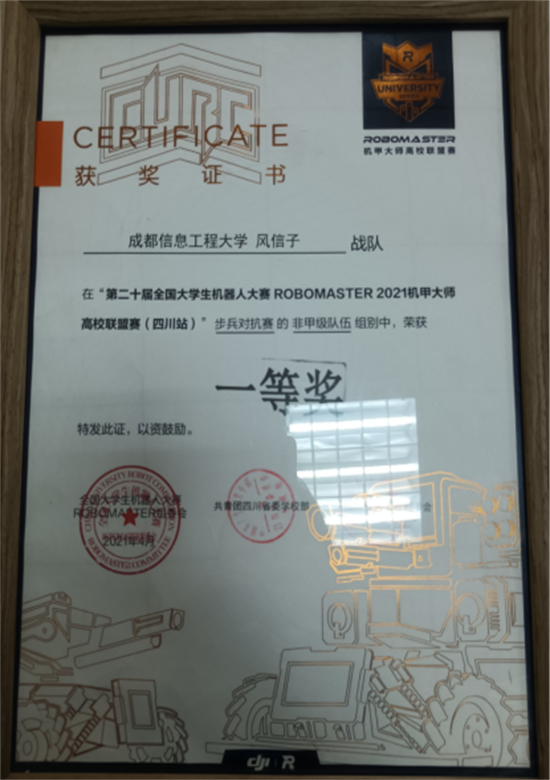 R
UNIVERSITY
ROBOMASTER
机甲大师高校联盟赛
CURC
CERTIFICATE
获奖证书
成都信息工程大学 风信子 战队
在“第二十届全国大学生机器人大赛 ROBOMASTER 2021机甲大师
高校联盟赛（四川站）”步兵对抗赛 的 非甲级队伍 组别中，荣获
一等奖
特发此证，以资鼓励。
全国大学生机器人大赛
ROBOMASTER组委会
2021年4月
共青团四川省委学校部
会
dji R